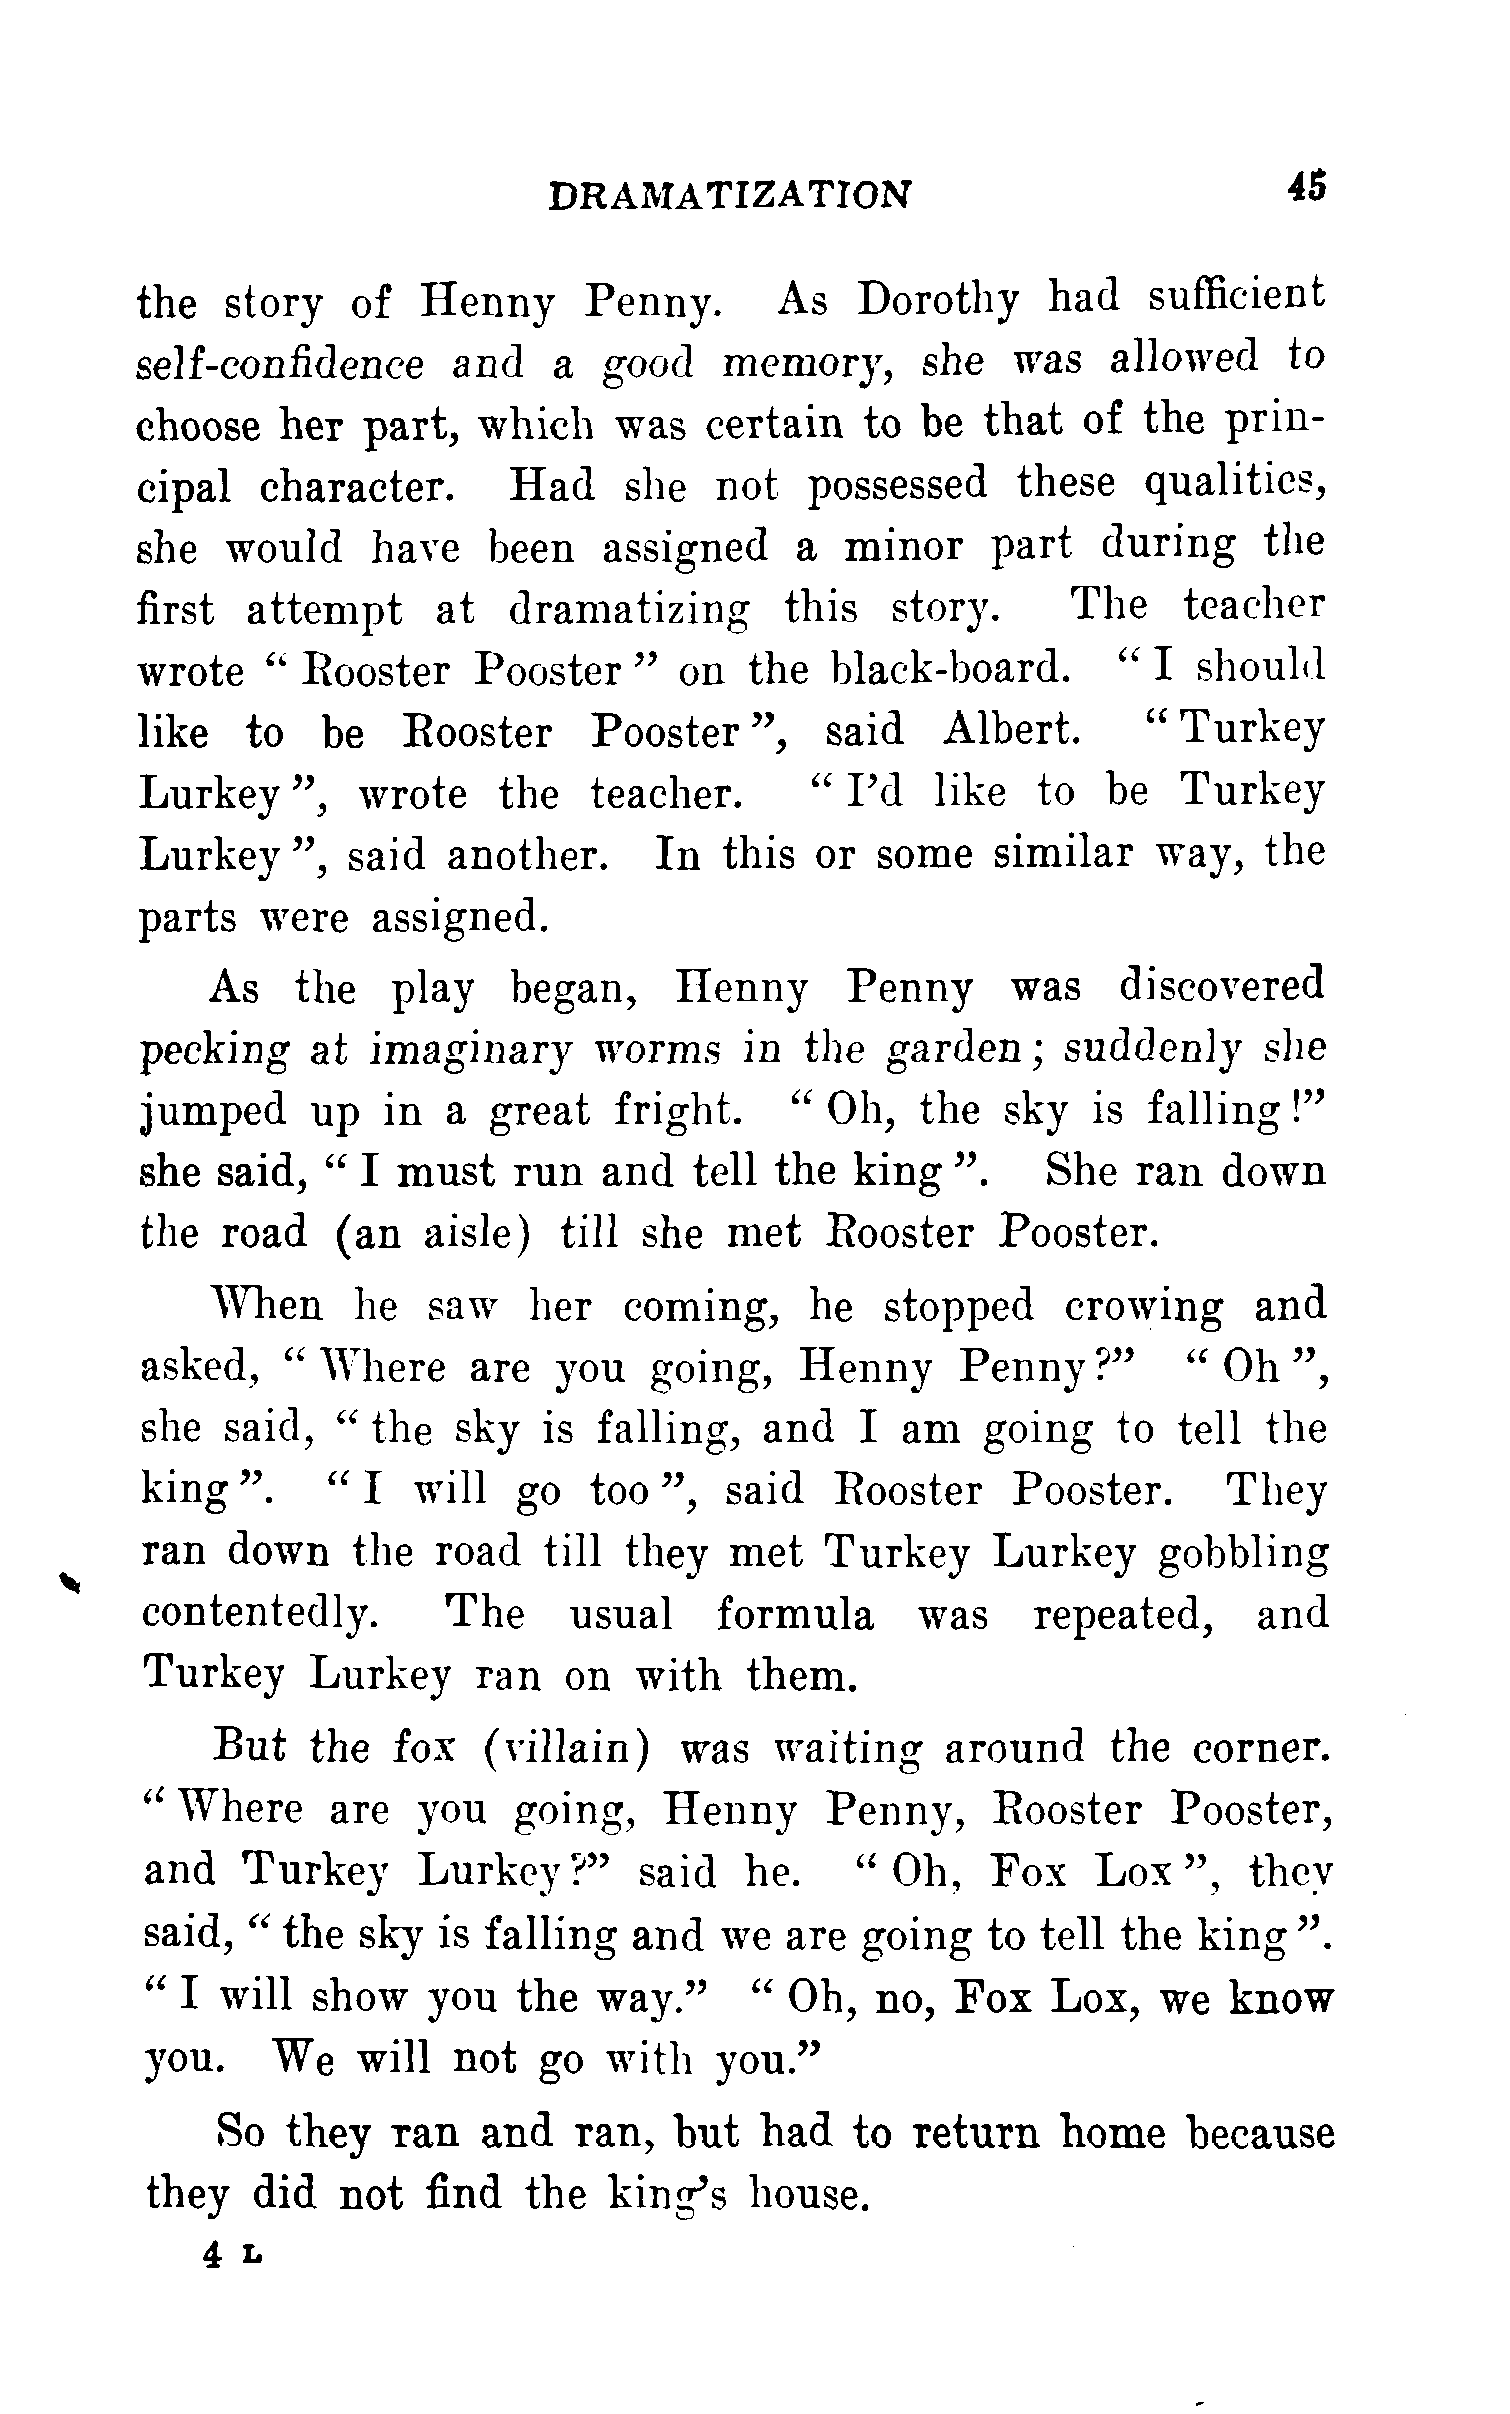 DRAMATIZATION 45
the story of Henny Penny. As Dorothy had sufficient
self-confidence and a good memory, she was allowed to
choose her part, which was certain to be that of the prin-
cipal character. Had she not possessed these qualities,
she would have been assigned a minor part during the
first attempt at dramatizing this story. The teacher
wrote “ Rooster Pooster ” on the black-board. “ I should
like to be Rooster Pooster ”, said Albert. “ Turkey
Lurkey ”, wrote the teacher. “ I’d like to be Turkey
Lurkey ”, said another. In this or some similar way, the
parts were assigned.
As the play began, Henny Penny was discovered
pecking at imaginary worms in the garden ; suddenly she
jumped up in a great fright. “ Oh, the sky is falling !”
she said, “ I must run and tell the king ”. She ran down
the road (an aisle) till she met Rooster Pooster.
When he saw her coming, he stopped crowing and
asked, “ Where are you going, Henny Penny ?” “ Oh ”,
she said, “ the sky is falling, and I am going to tell the
king ”. “ I will go too ”, said Rooster Pooster. They
ran down the road till they met Turkey Lurkey gobbling
contentedly. The usual formula was repeated, and
Turkey Lurkey ran on with them.
But the fox (villain) was waiting around the corner.
“ Where are you going, Henny Penny, Rooster Pooster,
and Turkey Lurkey ?” said he. “ Oh, Fox Lox ”, they
said, “ the sky is falling and we are going to tell the king ”.
“ I will show you the way.” “ Oh, no, Fox Lox, we know
you. We will not go with you.”
So they ran and ran, but had to return home because
they did not find the king’s house.
4 L